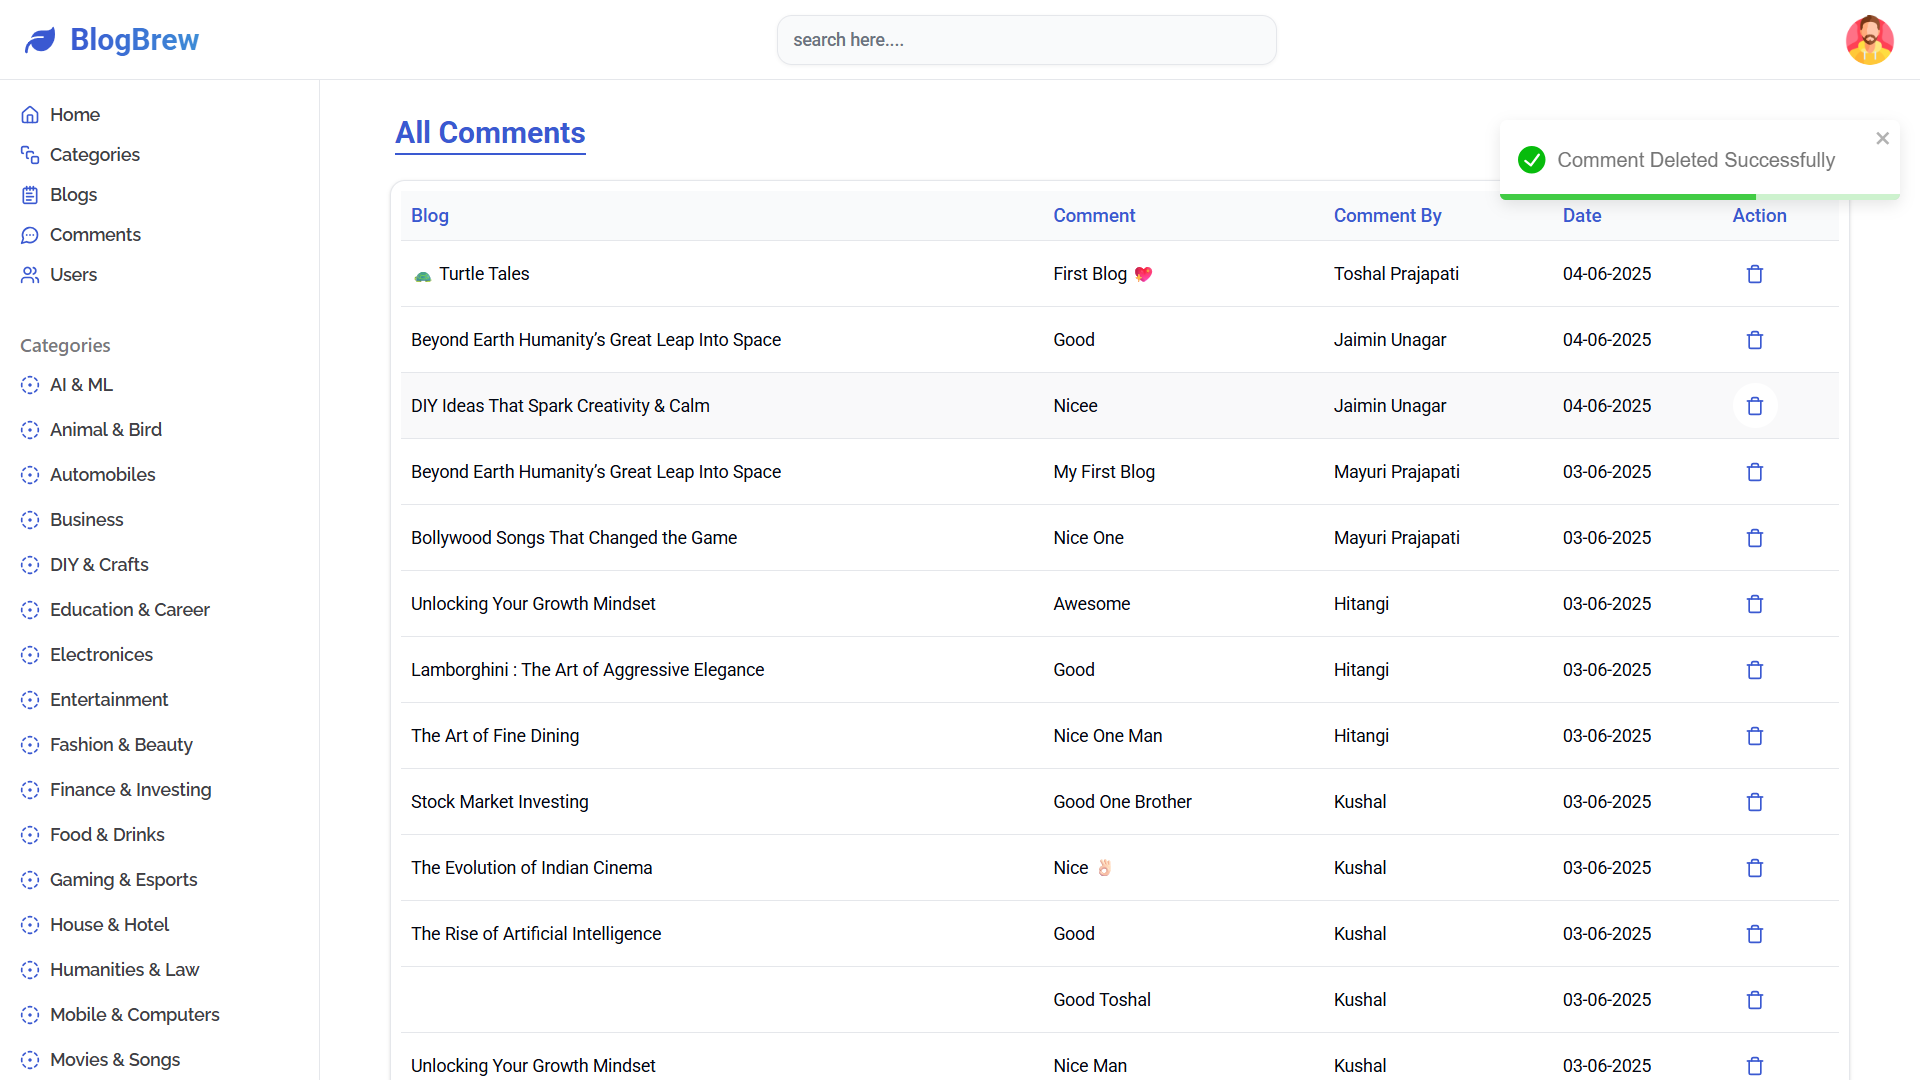 BlogBrew
search here....
Home
Categories
Blogs
Comments
Users
Categories
AI & ML
Animal & Bird
Automobiles
Business
DIY & Crafts
Education & Career
Electronices
Entertainment
Fashion & Beauty
Finance & Investing
Food & Drinks
Gaming & Esports
House & Hotel
Humanities & Law
Mobile & Computers
Movies & Songs
All Comments
Comment Deleted Successfully
Blog Comment Comment By Date Action
🐢 Turtle Tales First Blog 💖 Toshal Prajapati 04-06-2025
Beyond Earth Humanity’s Great Leap Into Space Good Jaimin Unagar 04-06-2025
DIY Ideas That Spark Creativity & Calm Nicee Jaimin Unagar 04-06-2025
Beyond Earth Humanity’s Great Leap Into Space My First Blog Mayuri Prajapati 03-06-2025
Bollywood Songs That Changed the Game Nice One Mayuri Prajapati 03-06-2025
Unlocking Your Growth Mindset Awesome Hitangi 03-06-2025
Lamborghini : The Art of Aggressive Elegance Good Hitangi 03-06-2025
The Art of Fine Dining Nice One Man Hitangi 03-06-2025
Stock Market Investing Good One Brother Kushal 03-06-2025
The Evolution of Indian Cinema Nice 👌🏻 Kushal 03-06-2025
The Rise of Artificial Intelligence Good Kushal 03-06-2025
Good Toshal Kushal 03-06-2025
Unlocking Your Growth Mindset Nice Man Kushal 03-06-2025